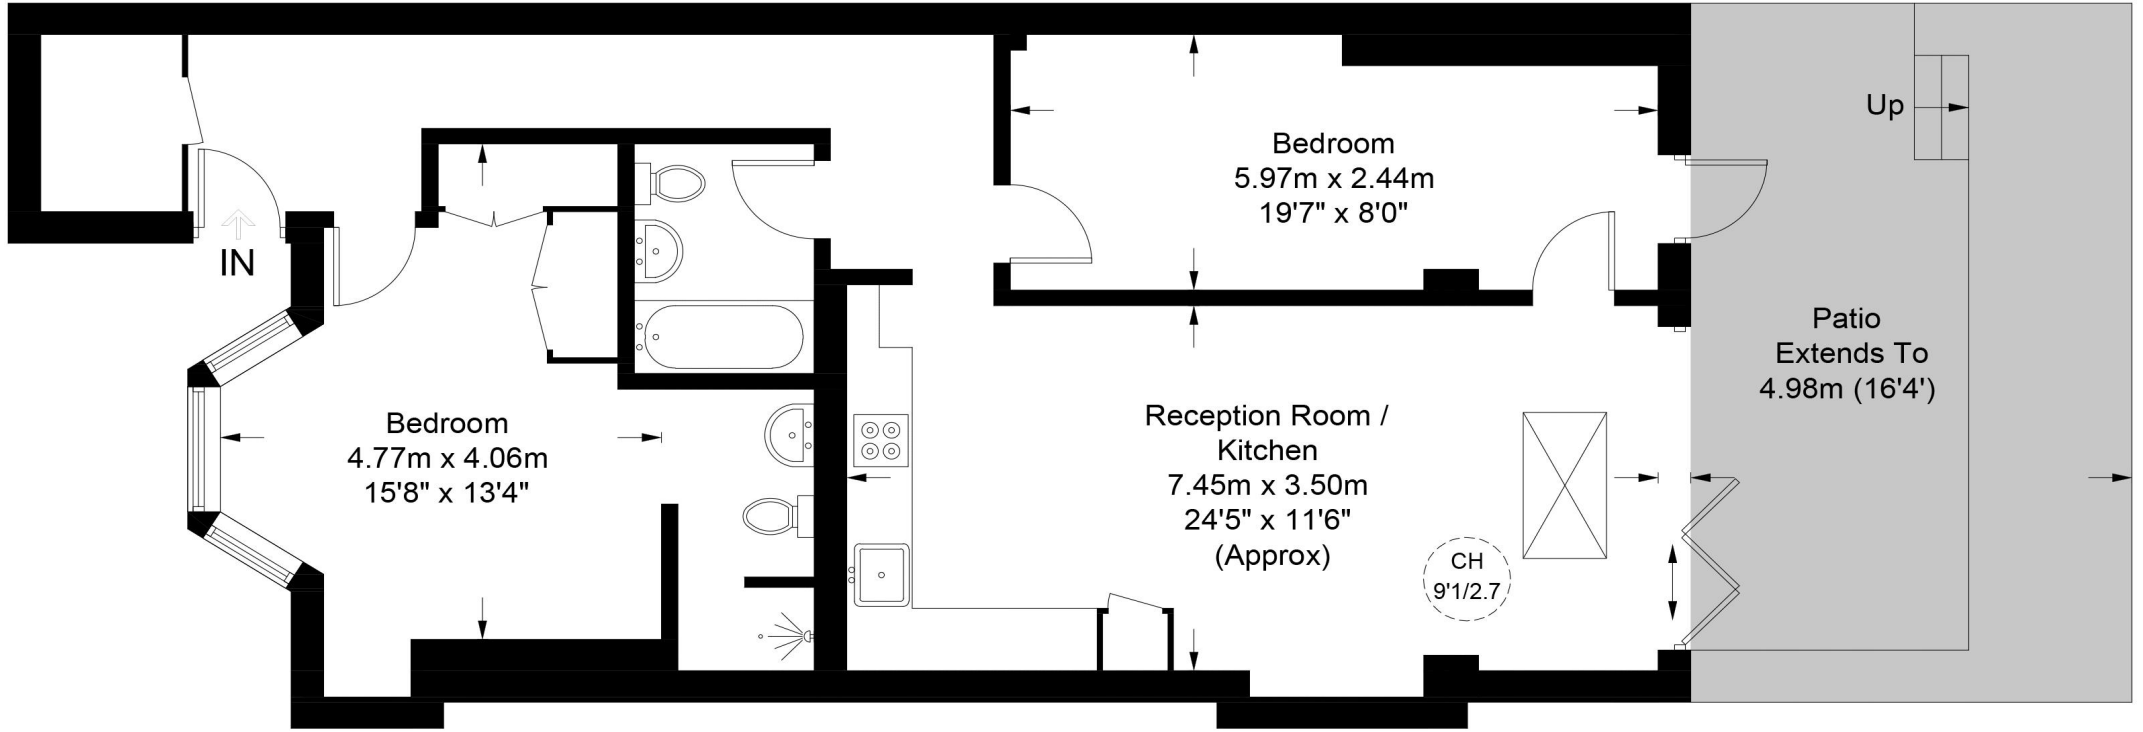 IN
Bedroom
4.77m x 4.06m
15'8" x 13'4"
Bedroom
5.97m x 2.44m
19'7" x 8'0"
Reception Room /
Kitchen
7.45m x 3.50m
24'5" x 11'6"
(Approx)
CH
9'1/2.7
Up
Patio
Extends To
4.98m (16'4')